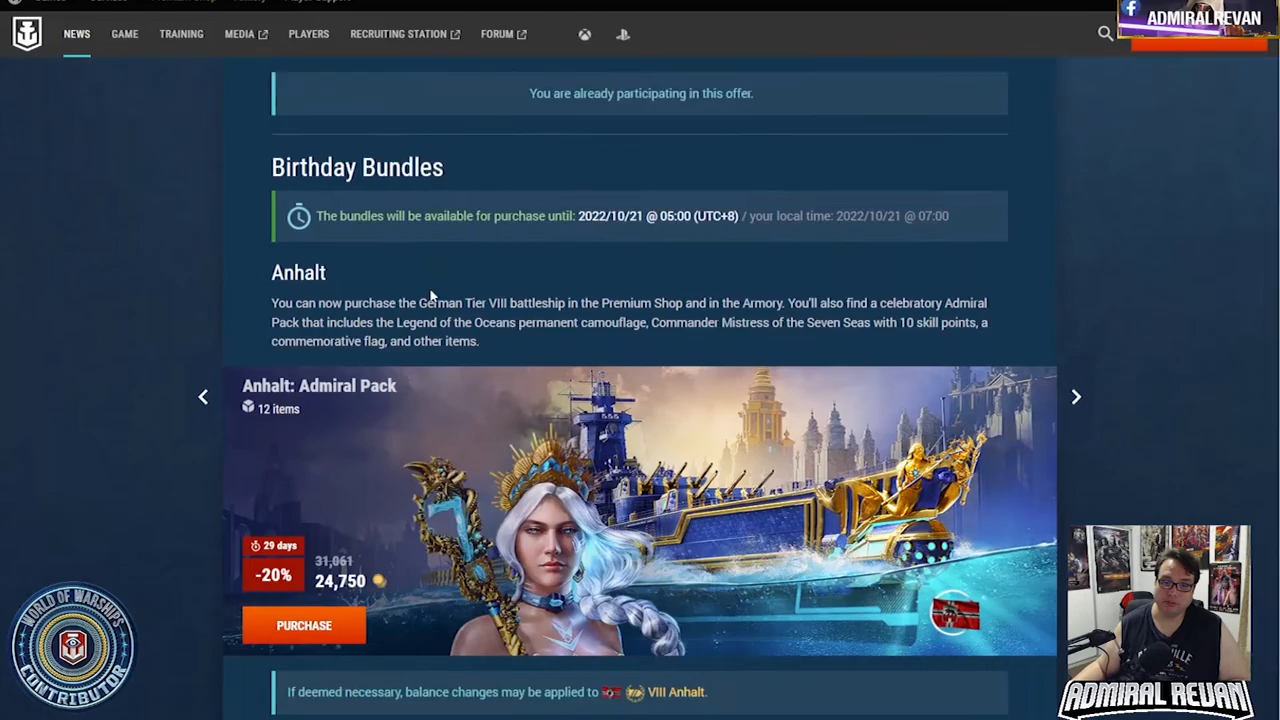 ADMIRALREVAN
NEWS GAME TRAINING MEDIA PLAYERS RECRUITING STATION FORUM
You are already participating in this offer.
Birthday Bundles
The bundles will be available for purchase until: 2022/10/21 @ 05:00 (UTC+8) / your local time: 2022/10/21 @ 07:00
Anhalt
You can now purchase the German Tier VIII battleship in the Premium Shop and in the Armory. You'll also find a celebratory Admiral
Pack that includes the Legend of the Oceans permanent camouflage, Commander Mistress of the Seven Seas with 10 skill points, a
commemorative flag, and other items.
Anhalt: Admiral Pack
12 items
29 days
-20%
31,061
24,750
PURCHASE
If deemed necessary, balance changes may be applied to VIII Anhalt.
WORLD OF WARSHIPS
CONTRIBUTOR
ADMIRAL REVAN